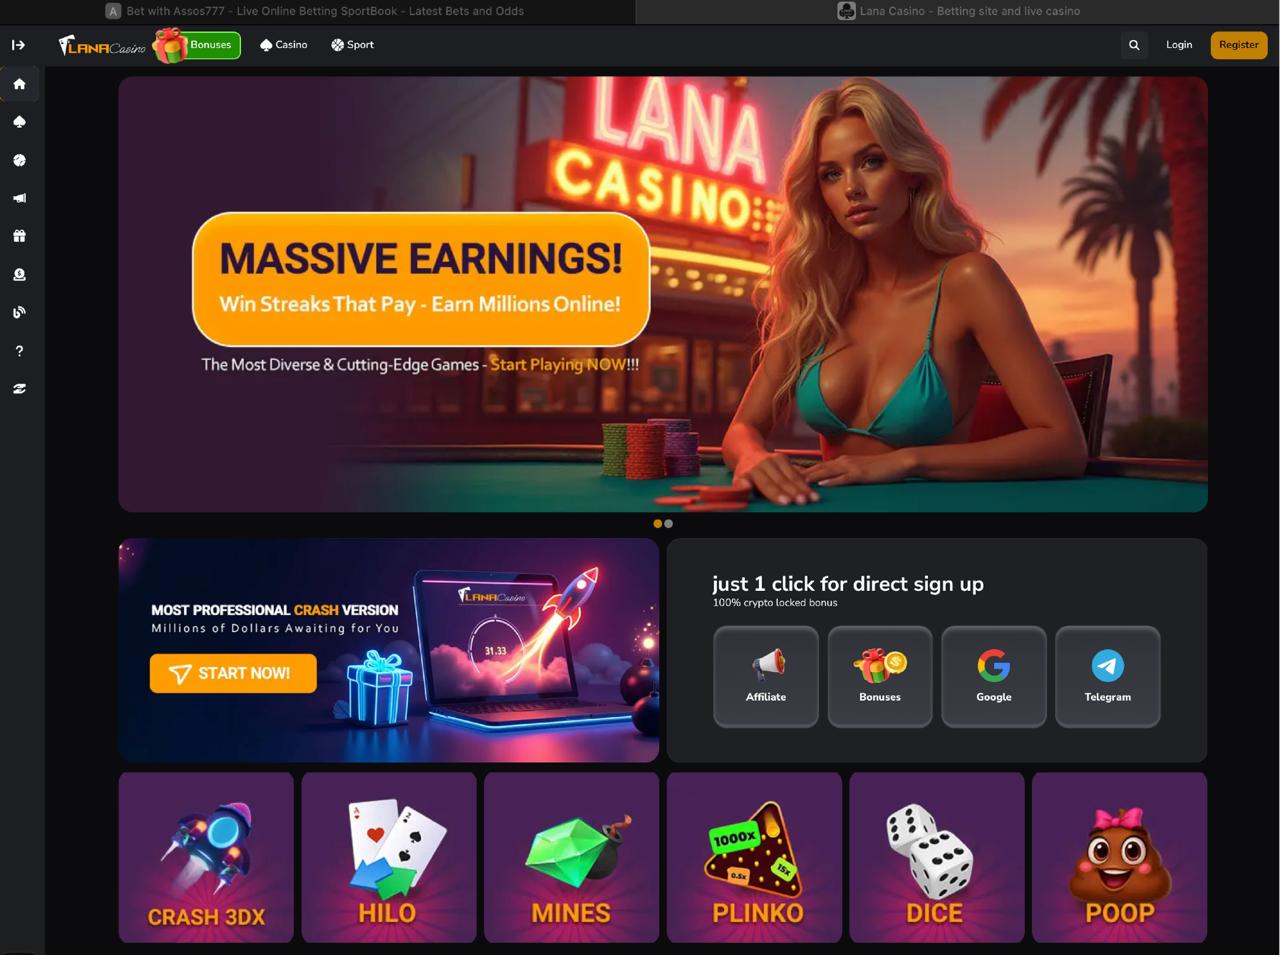 A Bet with Assos777 - Live Online Betting SportBook - Latest Bets and Odds
Lana Casino - Betting site and live casino
LANA Casino
Bonuses
Casino
Sport
Login
Register
LANA
CASINO
MASSIVE EARNINGS!
Win Streaks That Pay - Earn Millions Online!
The Most Diverse & Cutting-Edge Games - Start Playing NOW!!!
MOST PROFESSIONAL CRASH VERSION
Millions of Dollars Awaiting for You
START NOW!
LANA Casino
31.33
just 1 click for direct sign up
100% crypto locked bonus
Affiliate
Bonuses
Google
Telegram
CRASH 3DX
A
2
HILO
MINES
1000x
0.5x
15x
PLINKO
DICE
POOP